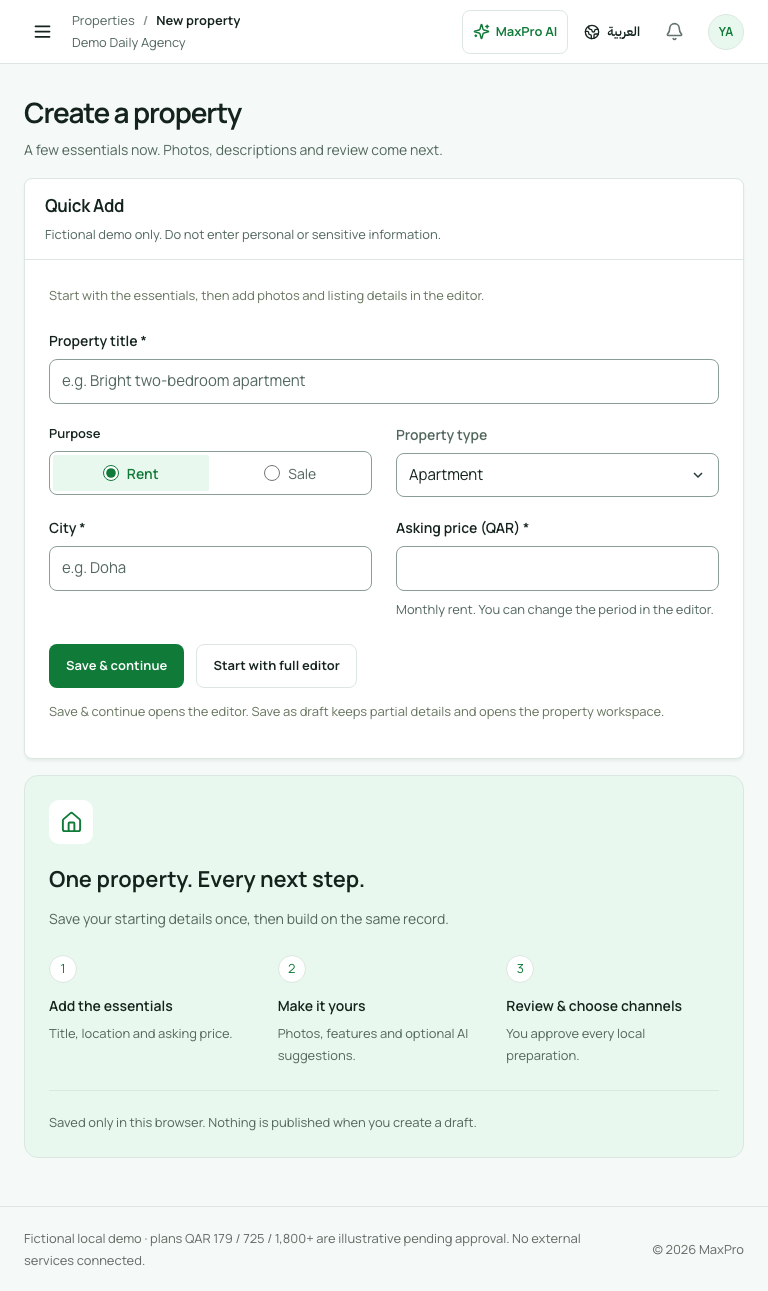 Properties / New property
Demo Daily Agency
MaxPro AI
العربية
YA
Create a property
A few essentials now. Photos, descriptions and review come next.
Quick Add
Fictional demo only. Do not enter personal or sensitive information.
Start with the essentials, then add photos and listing details in the editor.
Property title *
e.g. Bright two-bedroom apartment
Purpose
Rent
Sale
Property type
Apartment
City *
e.g. Doha
Asking price (QAR) *
Monthly rent. You can change the period in the editor.
Save & continue
Start with full editor
Save & continue opens the editor. Save as draft keeps partial details and opens the property workspace.
One property. Every next step.
Save your starting details once, then build on the same record.
1
Add the essentials
Title, location and asking price.
2
Make it yours
Photos, features and optional AI
suggestions.
3
Review & choose channels
You approve every local
preparation.
Saved only in this browser. Nothing is published when you create a draft.
Fictional local demo · plans QAR 179 / 725 / 1,800+ are illustrative pending approval. No external
services connected.
© 2026 MaxPro